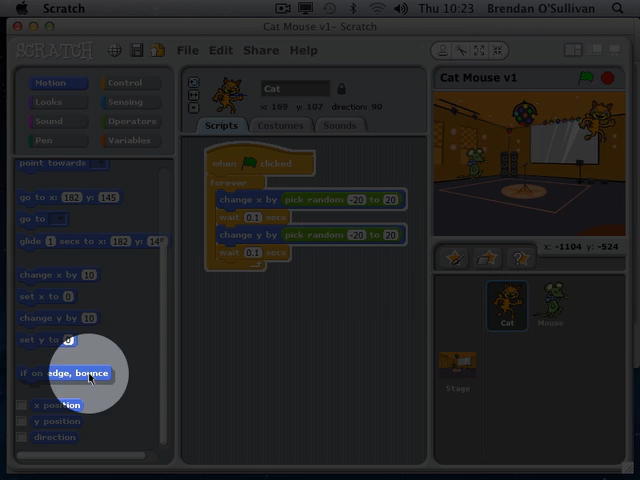 Scratch Thu 10:23 Brendan O'Sullivan
Cat Mouse v1- Scratch
SCRATCH File Edit Share Help
Motion Control
Looks Sensing
Sound Operators
Pen Variables
Cat
x: 169 y: 107 direction: 90
Scripts Costumes Sounds
Cat Mouse v1
point towards
go to x: 182 y: 145
go to
glide 1 secs to x: 182 y: 14
change x by 10
set x to 0
change y by 10
set y to 0
if on edge, bounce
x position
y position
direction
when clicked
forever
change x by pick random -20 to 20
wait 0.1 secs
change y by pick random -20 to 20
wait 0.1 secs
x: -1104 y: -524
Cat Mouse
Stage